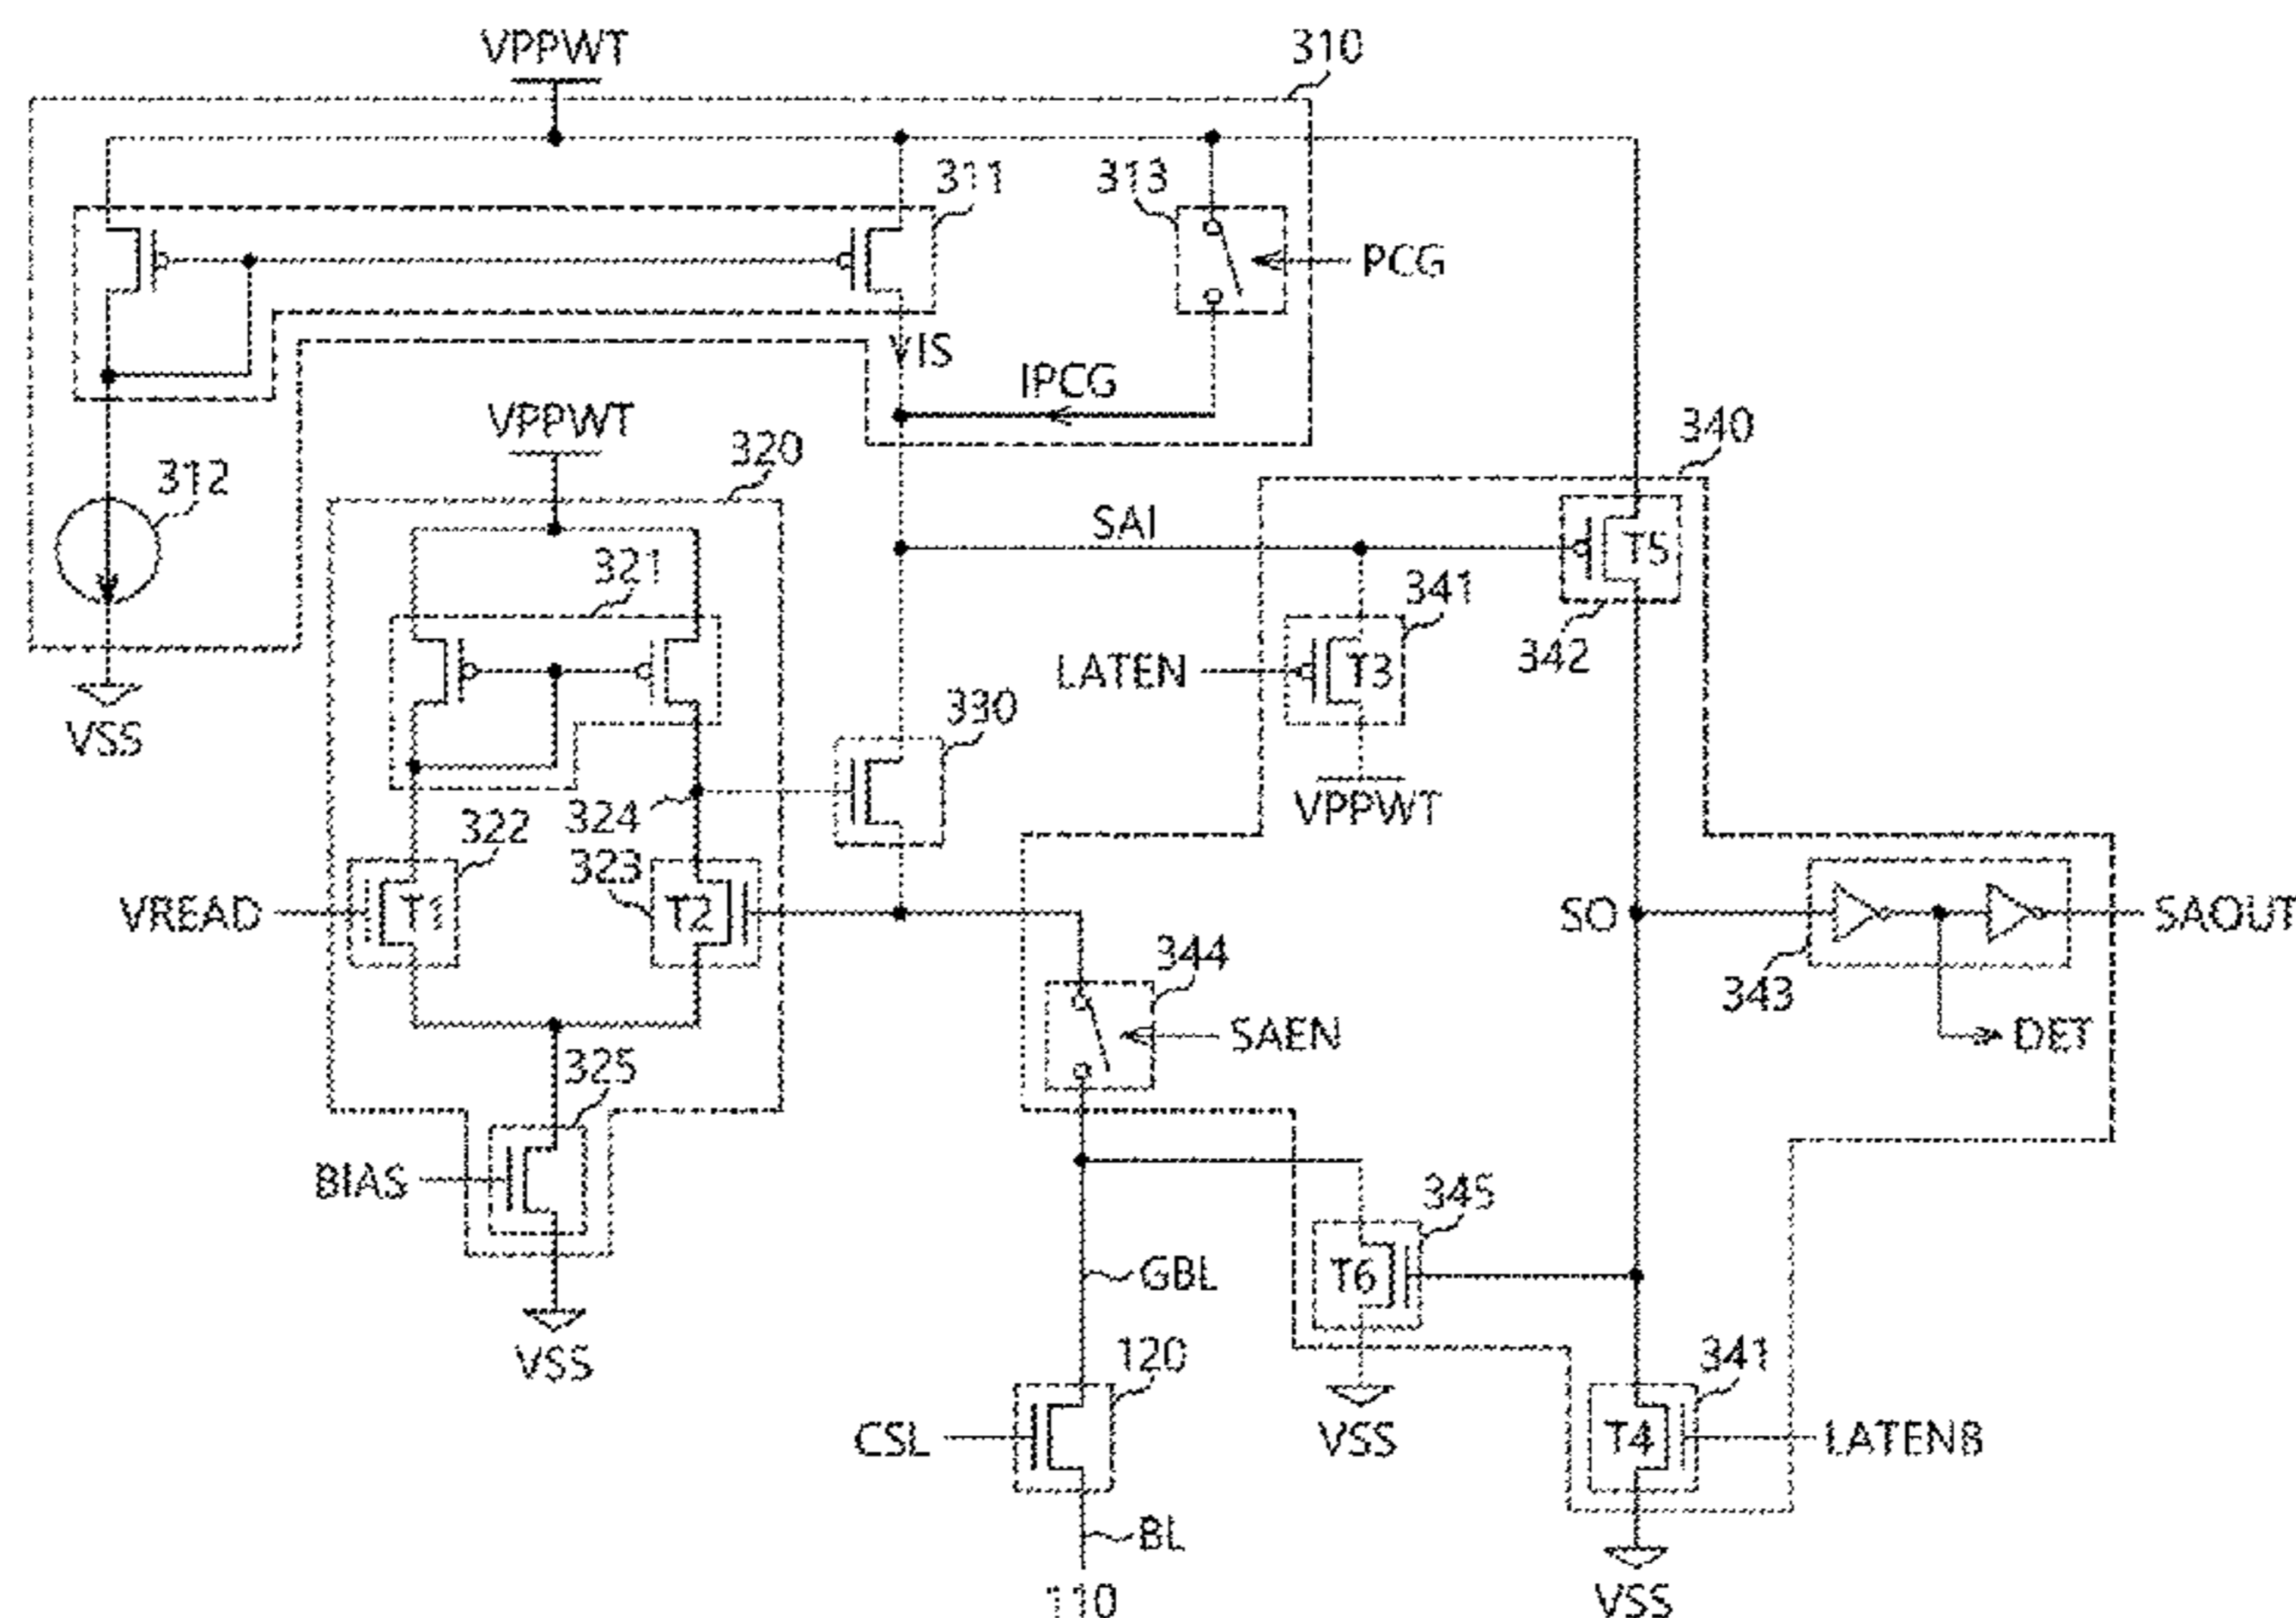 VPPWT
310
311
313
PCG
IS
IPCG
VPPWT
320
340
312
SAI
T5
321
341
342
LATEN
T3
VSS
330
VPPWT
324
322
323
VREAD
T1
T2
SO
SAOUT
344
343
SAEN
DET
325
BIAS
345
GBL
T6
VSS
120
341
CSL
VSS
T4
LATENB
BL
110
VSS